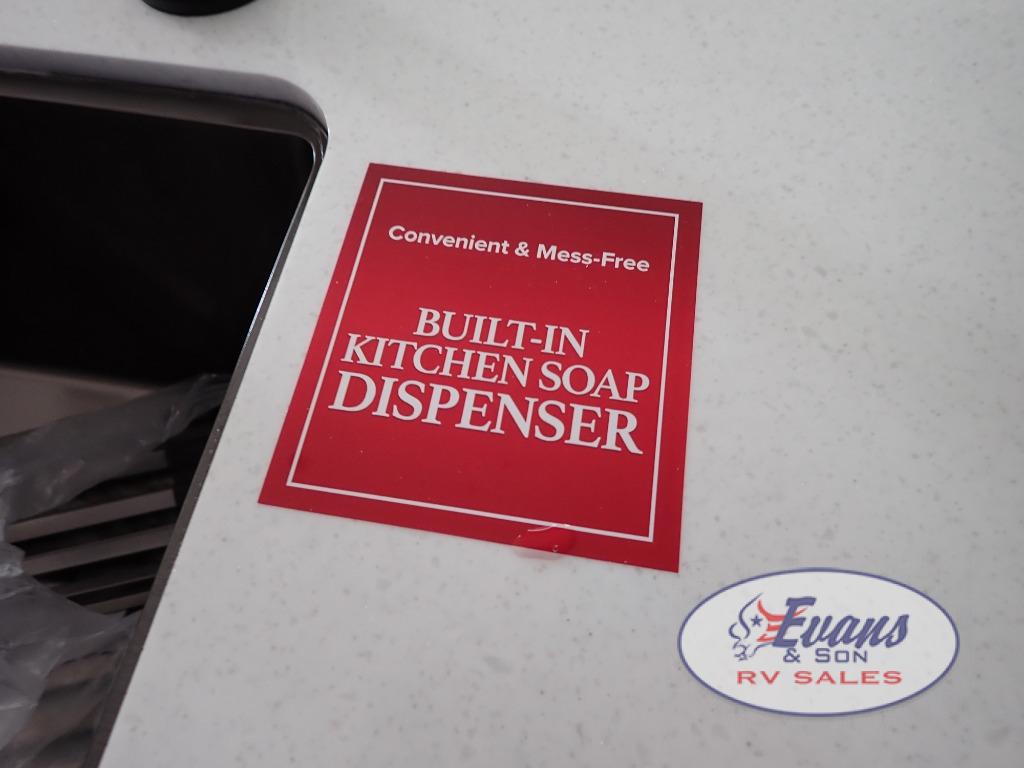 Convenient & Mess-Free
BUILT-IN
KITCHEN SOAP
DISPENSER
Evans
& SON
RV SALES